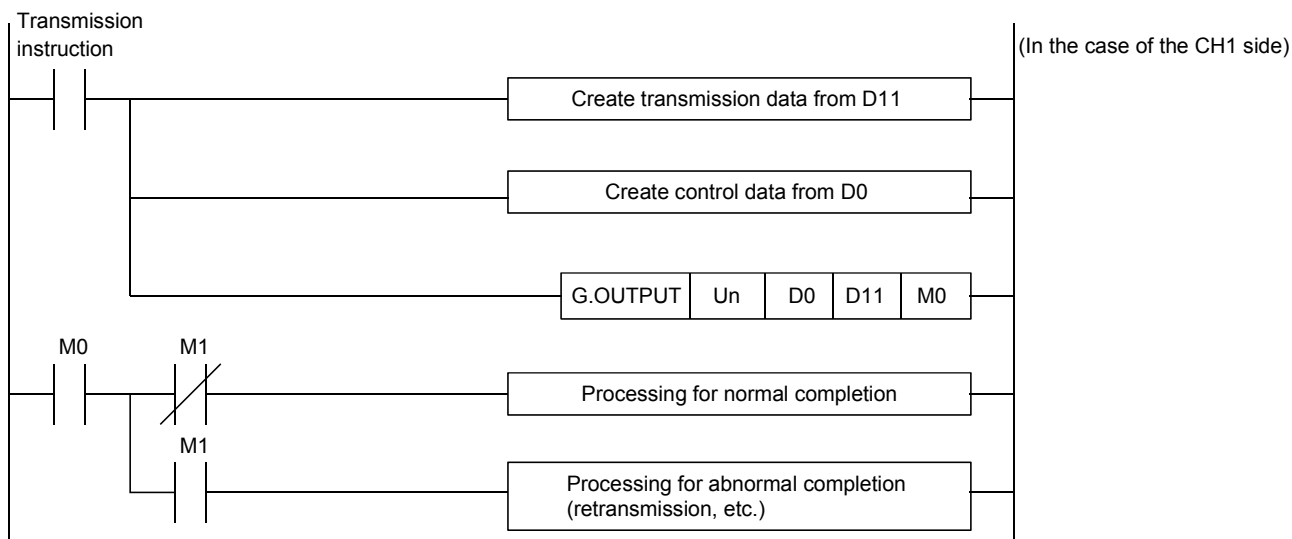 Transmission
instruction
(In the case of the CH1 side)
Create transmission data from D11
Create control data from D0
G.OUTPUT Un D0 D11 M0
M0 M1
Processing for normal completion
M1
Processing for abnormal completion
(retransmission, etc.)